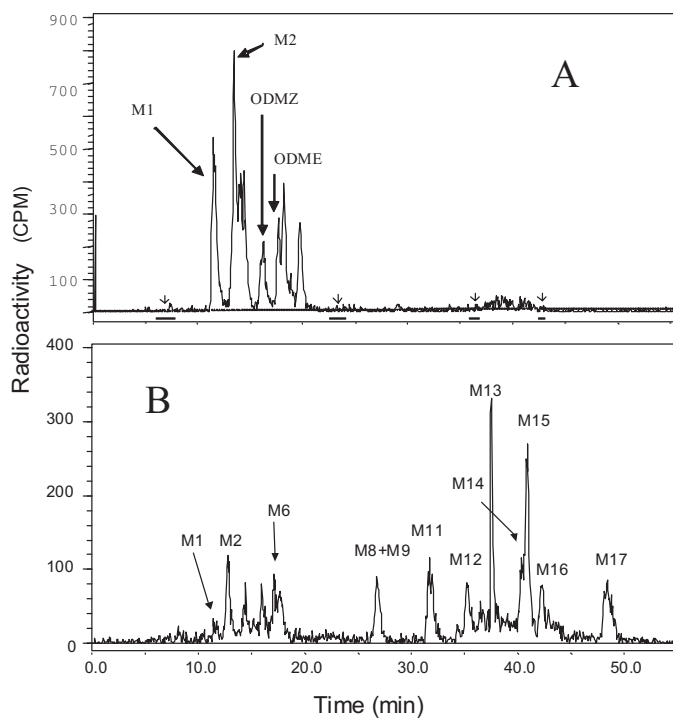 900
700
500
300
100
A
M1
M2
ODMZ
ODME
Radioactivity (CPM)
400
300
200
100
0
B
M1
M2
M6
M8+M9
M11
M12
M13
M14
M15
M16
M17
0.0
10.0
20.0
30.0
40.0
50.0
Time (min)